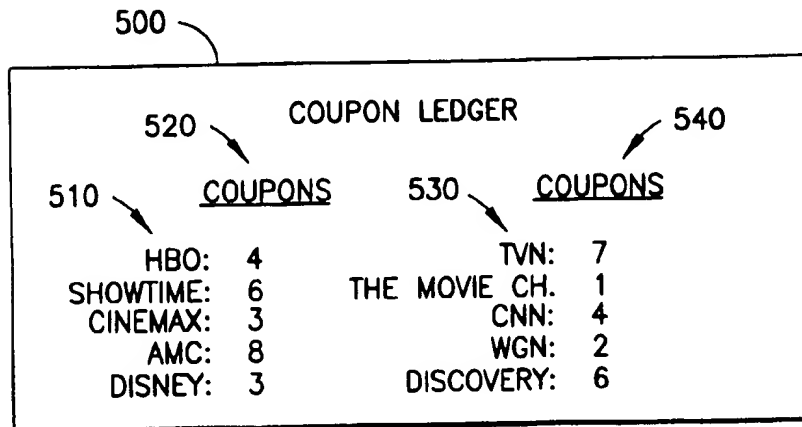 500
COUPON LEDGER
520
540
COUPONS
COUPONS
510
530
HBO: 4
SHOWTIME: 6
CINEMAX: 3
AMC: 8
DISNEY: 3
TVN: 7
THE MOVIE CH. 1
CNN: 4
WGN: 2
DISCOVERY: 6